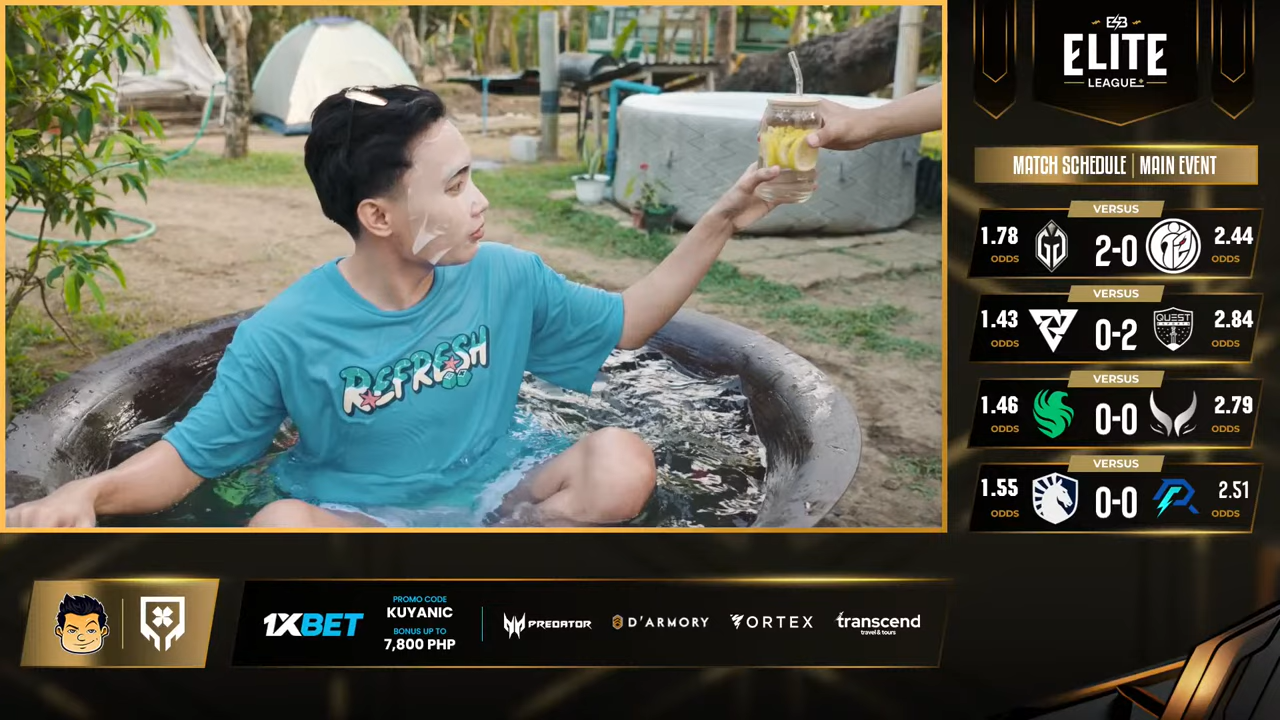 REFRESH
ESB
ELITE
LEAGUE
MATCH SCHEDULE | MAIN EVENT
VERSUS
1.78
ODDS
2-0
2.44
ODDS
VERSUS
1.43
ODDS
0-2
QUEST
ESPORTS
2.84
ODDS
VERSUS
1.46
ODDS
0-0
2.79
ODDS
VERSUS
1.55
ODDS
0-0
2.51
ODDS
1XBET
PROMO CODE
KUYANIC
BONUS UP TO
7,800 PHP
PREDATOR
D'ARMORY
VORTEX
transcend
travel & tours